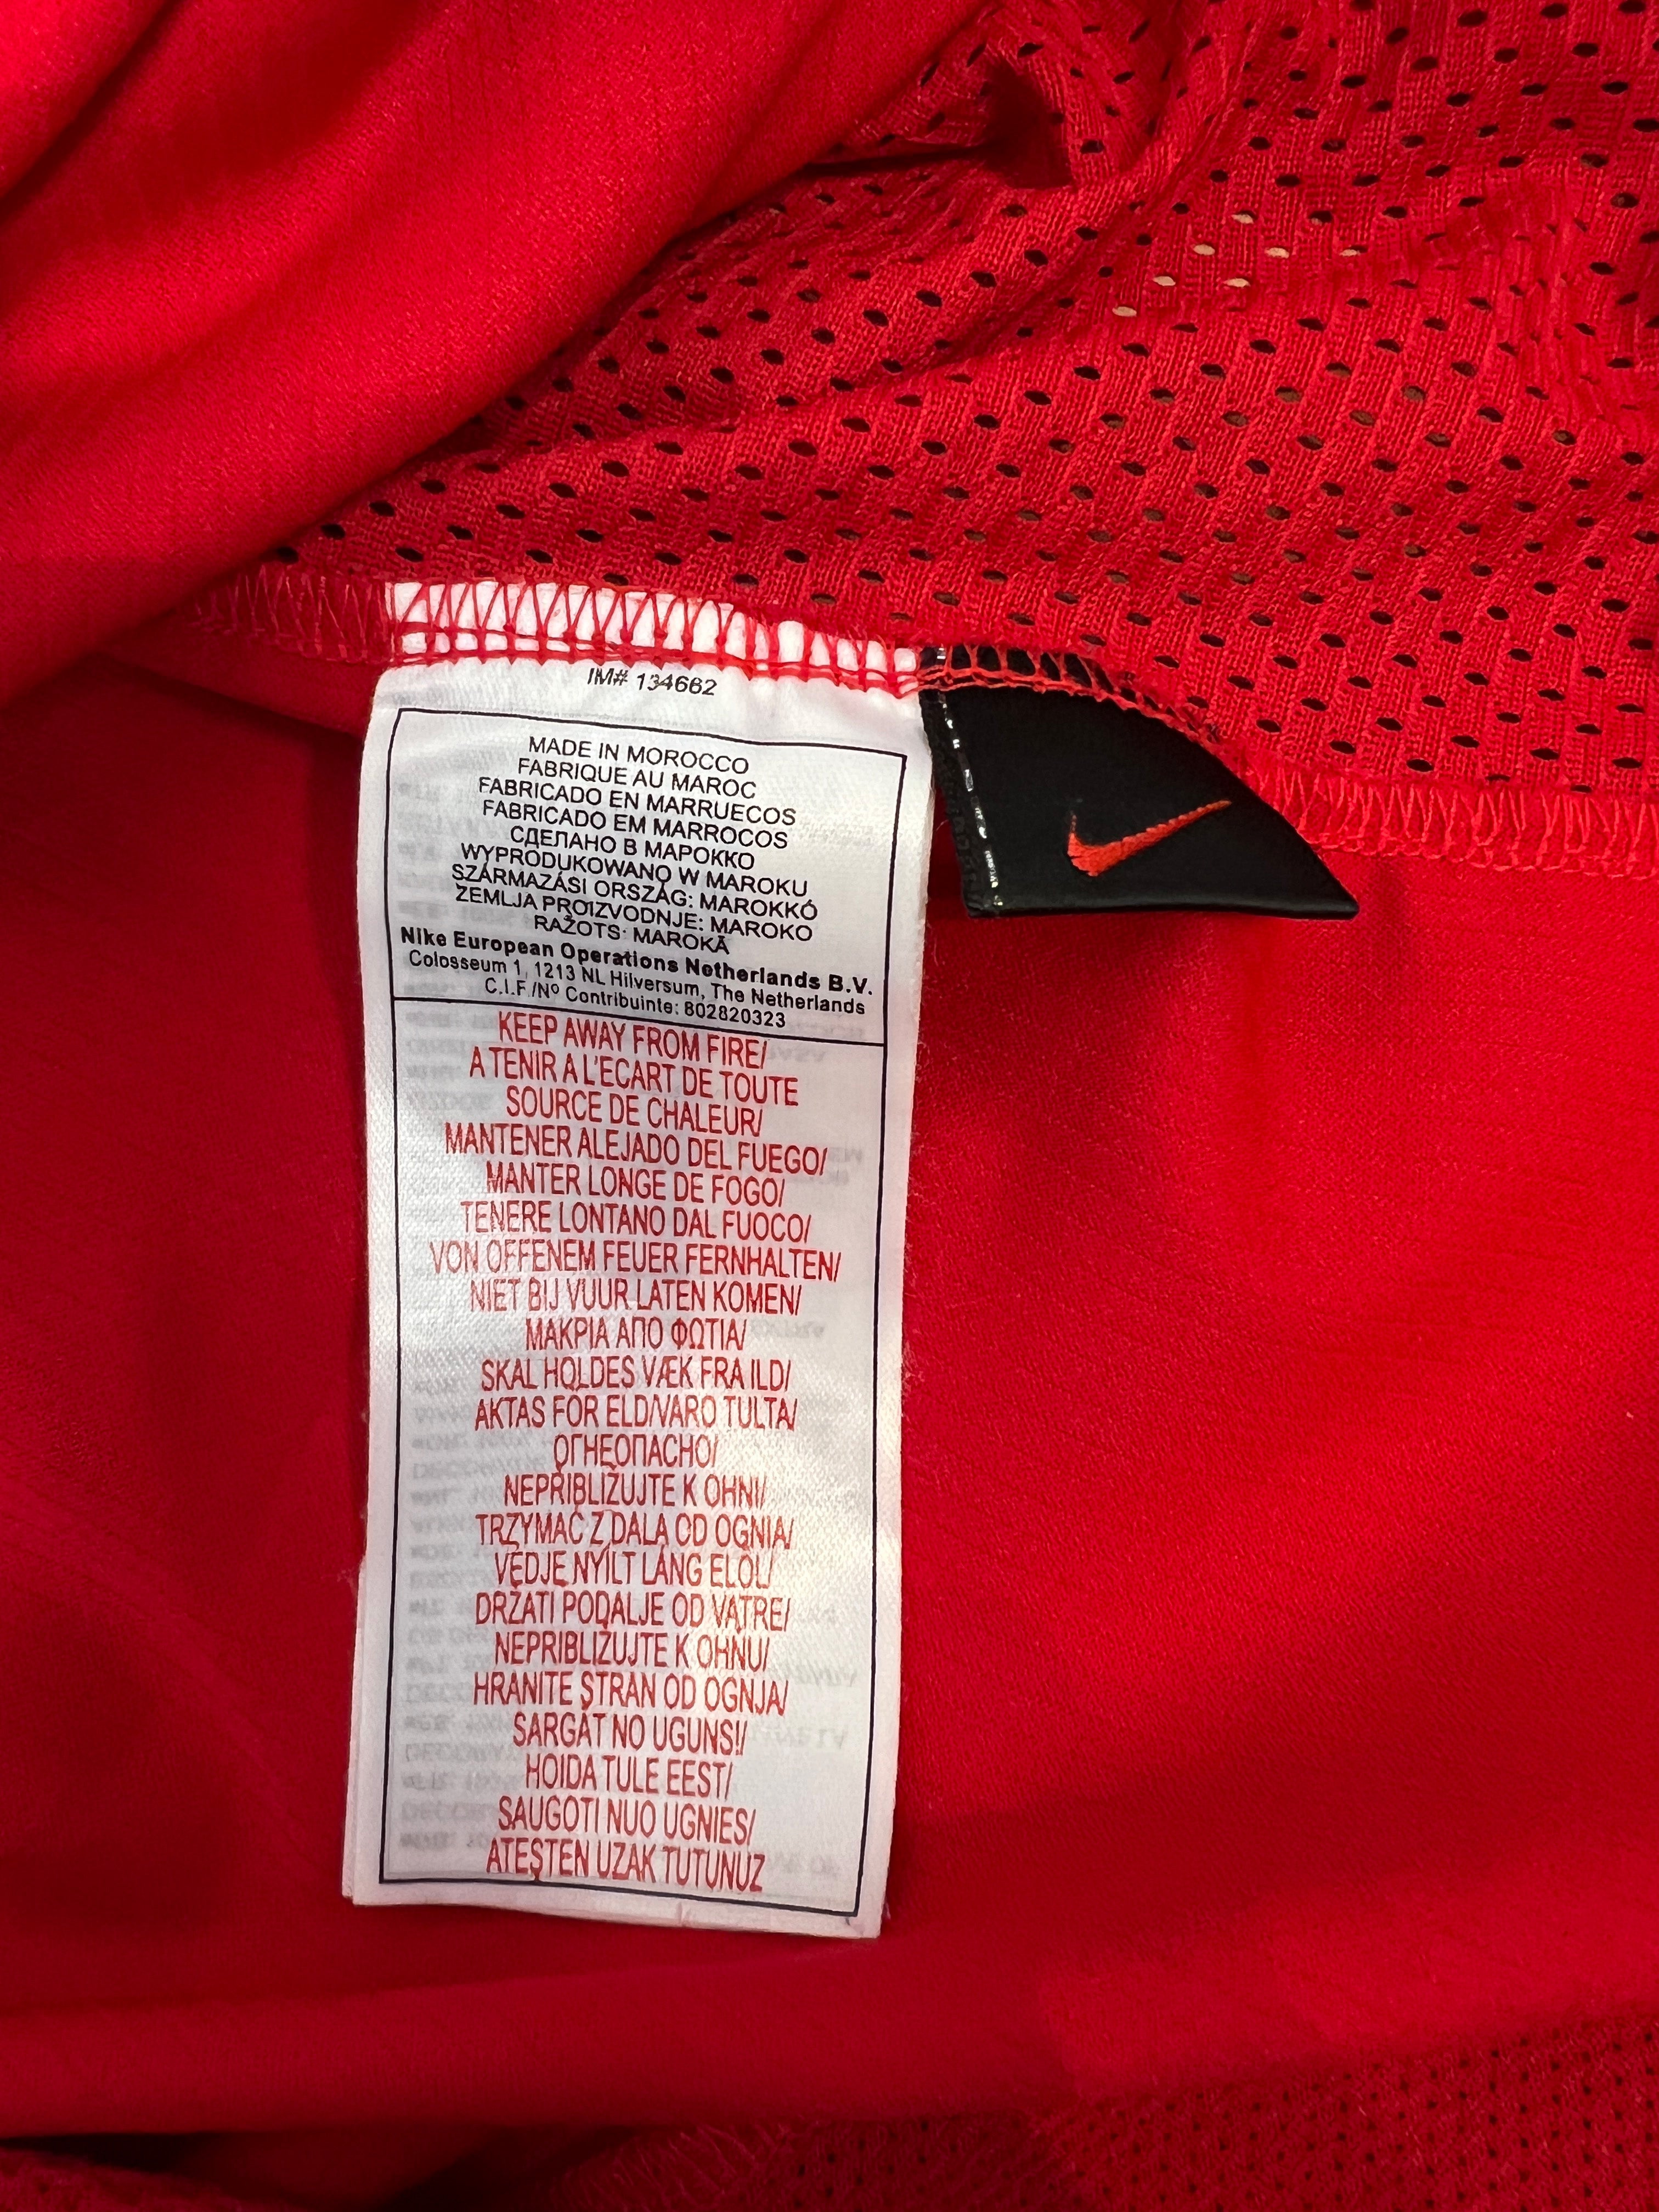 IM# 134662
MADE IN MOROCCO
FABRIQUE AU MAROC
FABRICADO EN MARRUECOS
FABRICADO EM MARROCOS
СДЕЛАНО В МАРОККО
WYPRODUKOWANO W MAROKU
SZÁRMAZÁSI ORSZÁG: MAROKKÓ
ZEMLJA PROIZVODNJE: MAROKO
RAŽOTS: MAROKĀ
Nike European Operations Netherlands B.V.
Colosseum 1, 1213 NL Hilversum, The Netherlands
C.I.F./Nº Contribuinte: 802820323
KEEP AWAY FROM FIRE/
A TENIR A L'ECART DE TOUTE
SOURCE DE CHALEUR/
MANTENER ALEJADO DEL FUEGO/
MANTER LONGE DE FOGO/
TENERE LONTANO DAL FUOCO/
VON OFFENEM FEUER FERNHALTEN/
NIET BIJ VUUR LATEN KOMEN/
ΜΑΚΡΙΑ ΑΠΟ ΦΩΤΙΑ/
SKAL HOLDES VÆK FRA ILD/
AKTAS FÖR ELD/VARO TULTA/
ОГНЕОПАСНО/
NEPŘIBLIŽUJTE K OHNI/
TRZYMAĆ Z DALA OD OGNIA/
VÉDJE NYÍLT LÁNG ELŐL/
DRŽATI PODALJE OD VATRE/
NEPRIBLIŽUJTE K OHŇU/
HRANITE STRAN OD OGNJA/
SARGĀT NO UGUNS!/
HOIDA TULE EEST/
SAUGOTI NUO UGNIES/
ATEŞTEN UZAK TUTUNUZ